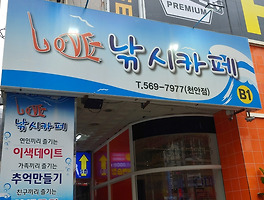 PREMIUM
LOVE 낚시카페
T.569-7977(천안점)
B1
LOVE
낚시카페
연인끼리 즐기는
이색데이트
가족끼리 즐기는
추억만들기
친구끼리 즐기는